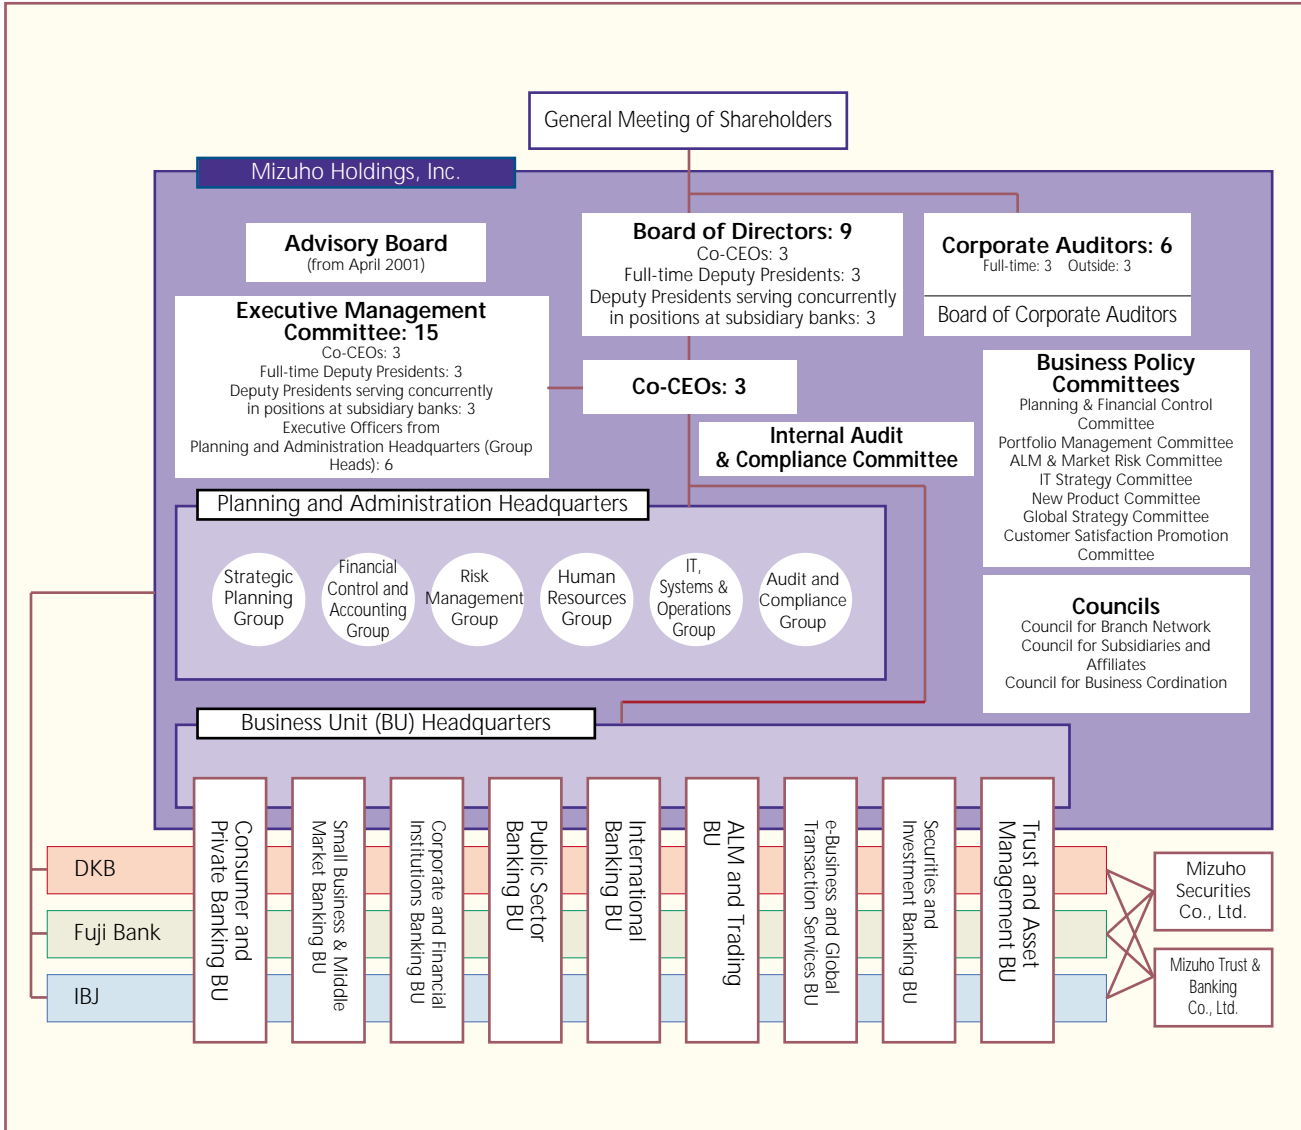 General Meeting of Shareholders
Mizuho Holdings, Inc.
Advisory Board
(from April 2001)
Board of Directors: 9
Co-CEOs: 3
Full-time Deputy Presidents: 3
Deputy Presidents serving concurrently
in positions at subsidiary banks: 3
Corporate Auditors: 6
Full-time: 3 Outside: 3
Board of Corporate Auditors
Executive Management
Committee: 15
Co-CEOs: 3
Full-time Deputy Presidents: 3
Deputy Presidents serving concurrently
in positions at subsidiary banks: 3
Executive Officers from
Planning and Administration Headquarters (Group
Heads): 6
Co-CEOs: 3
Internal Audit
& Compliance Committee
Business Policy
Committees
Planning & Financial Control
Committee
Portfolio Management Committee
ALM & Market Risk Committee
IT Strategy Committee
New Product Committee
Global Strategy Committee
Customer Satisfaction Promotion
Committee
Planning and Administration Headquarters
Strategic
Planning
Group
Financial
Control and
Accounting
Group
Risk
Management
Group
Human
Resources
Group
IT,
Systems &
Operations
Group
Audit and
Compliance
Group
Councils
Council for Branch Network
Council for Subsidiaries and
Affiliates
Council for Business Cordination
Business Unit (BU) Headquarters
Consumer and
Private Banking BU
Small Business & Middle
Market Banking BU
Corporate and Financial
Institutions Banking BU
Public Sector
Banking BU
International
Banking BU
ALM and Trading
BU
e-Business and Global
Transaction Services BU
Securities and
Investment Banking BU
Trust and Asset
Management BU
DKB
Fuji Bank
IBJ
Mizuho
Securities
Co., Ltd.
Mizuho Trust &
Banking
Co., Ltd.